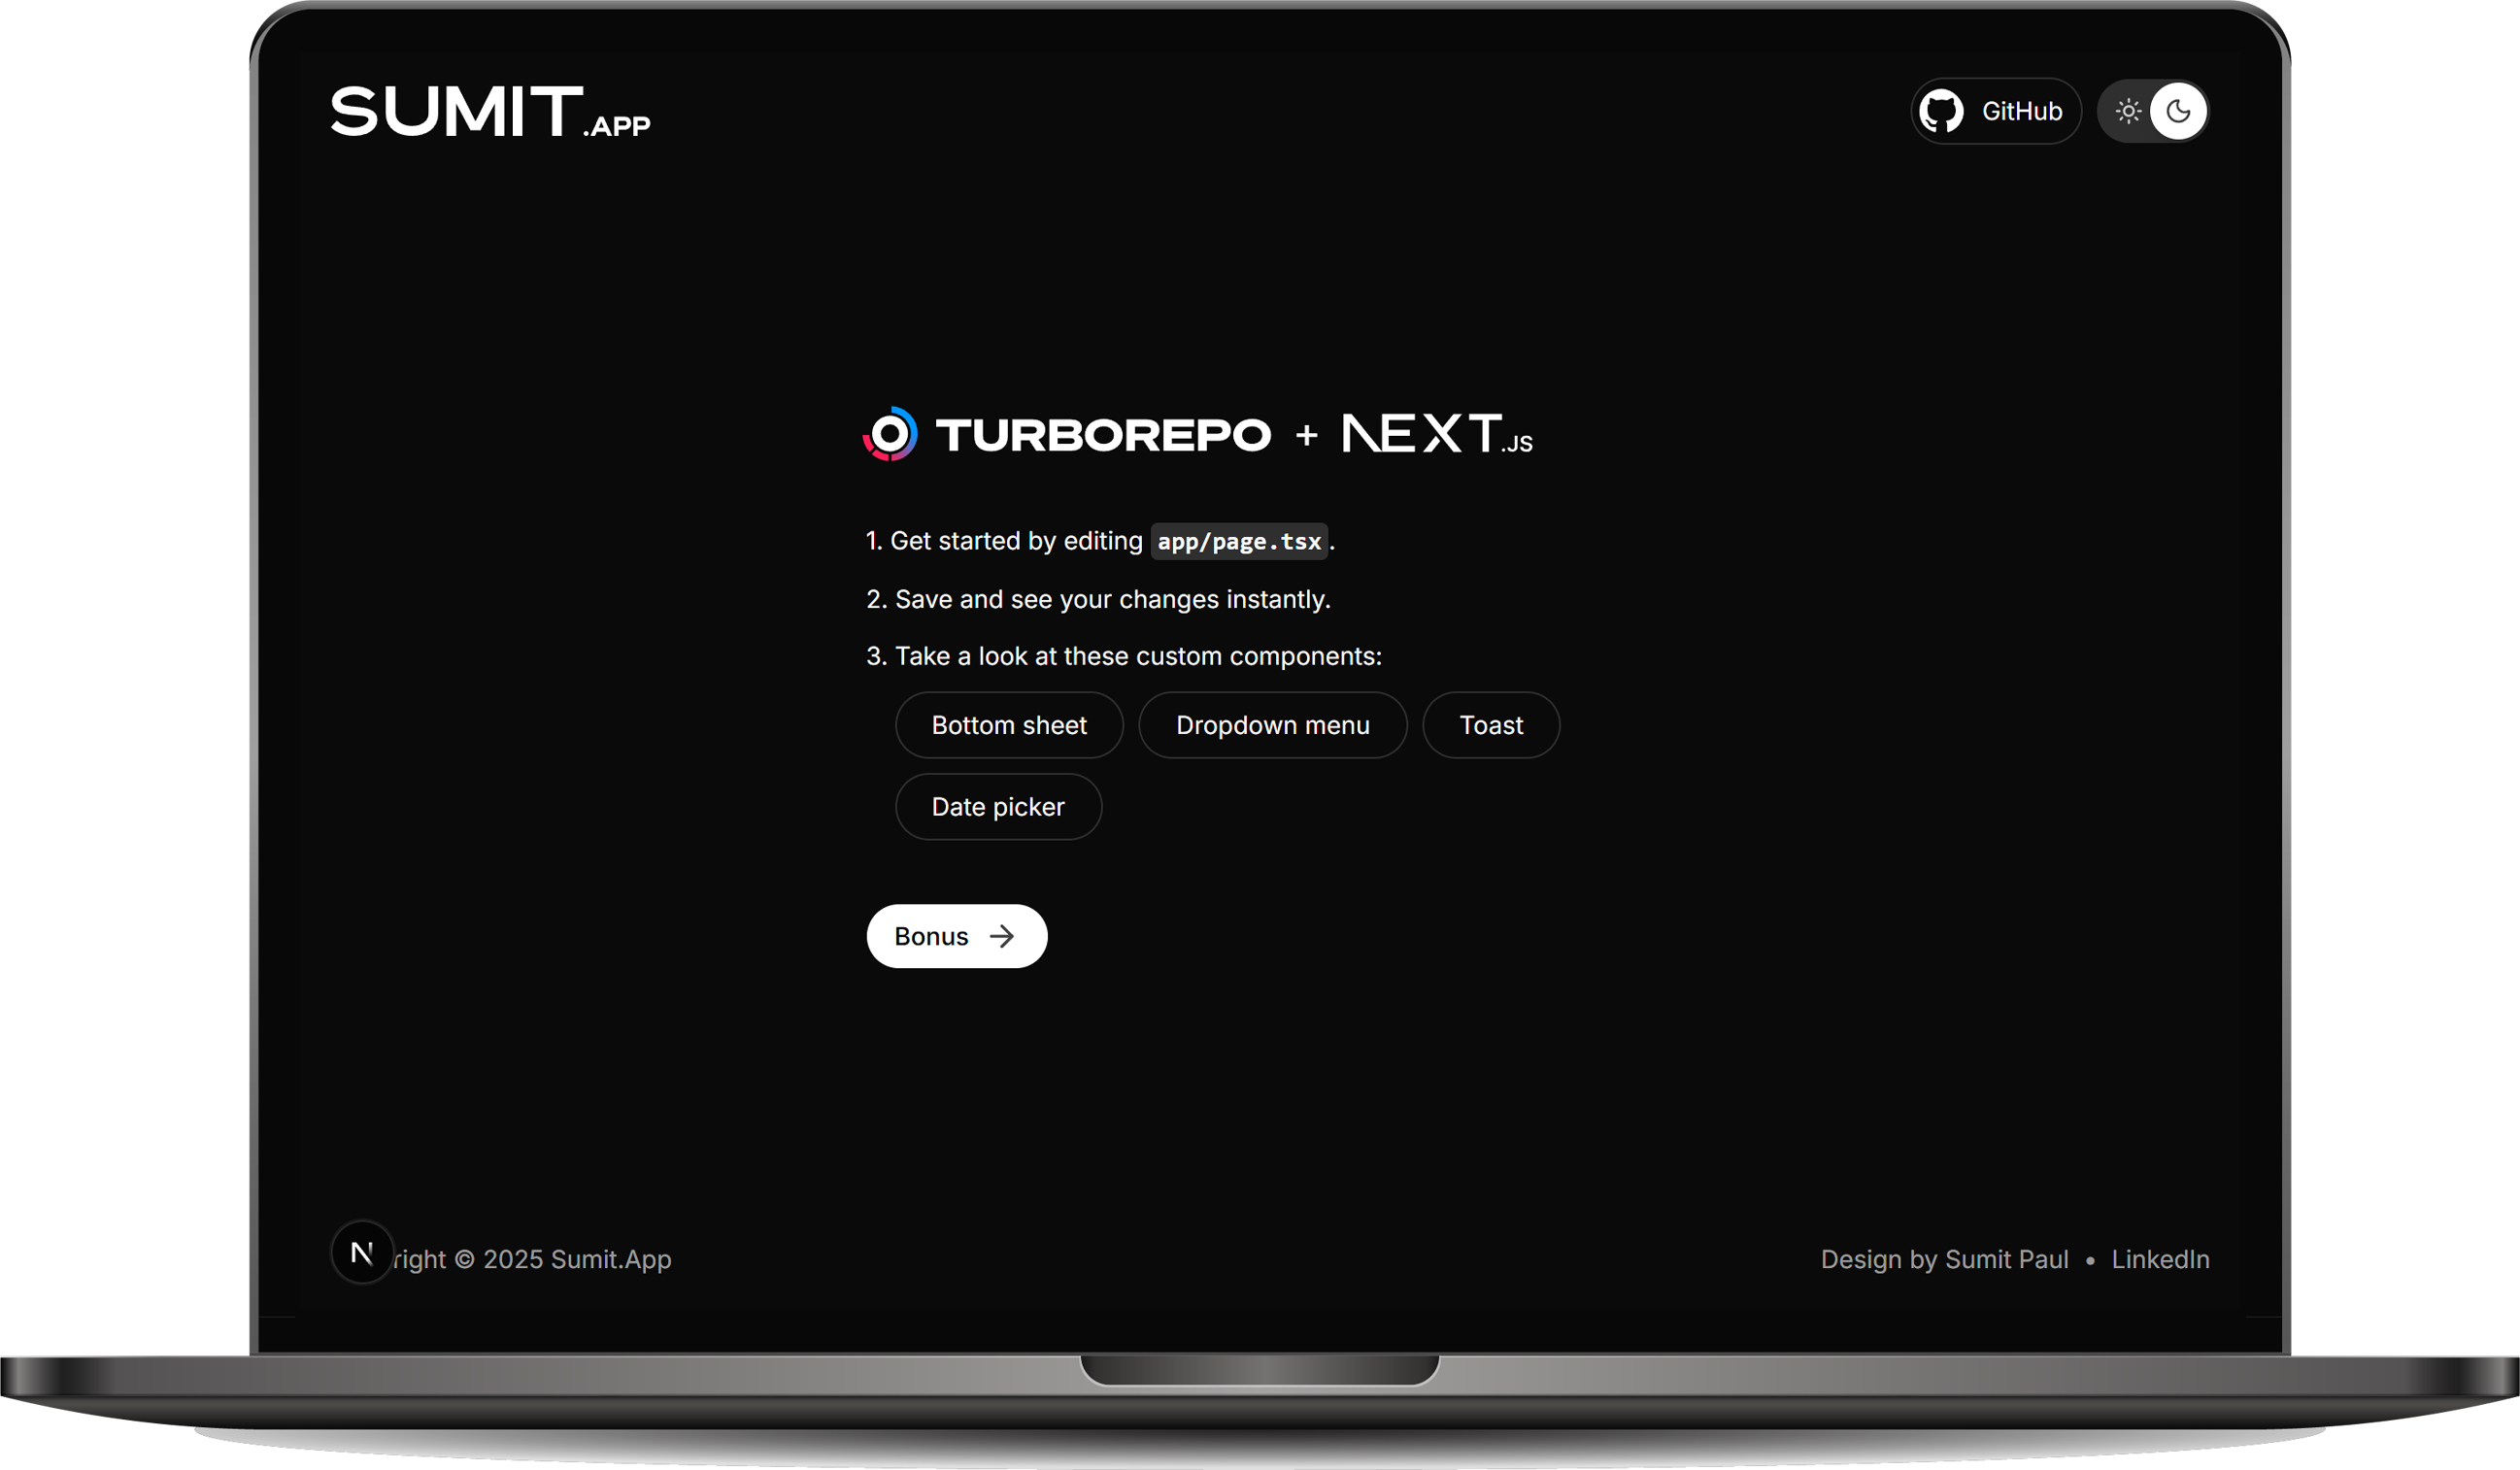 SUMIT.APP
GitHub
TURBOREPO + NEXT.JS
1. Get started by editing app/page.tsx.
2. Save and see your changes instantly.
3. Take a look at these custom components:
Bottom sheet Dropdown menu Toast
Date picker
Bonus
N right © 2025 Sumit.App
Design by Sumit Paul • LinkedIn